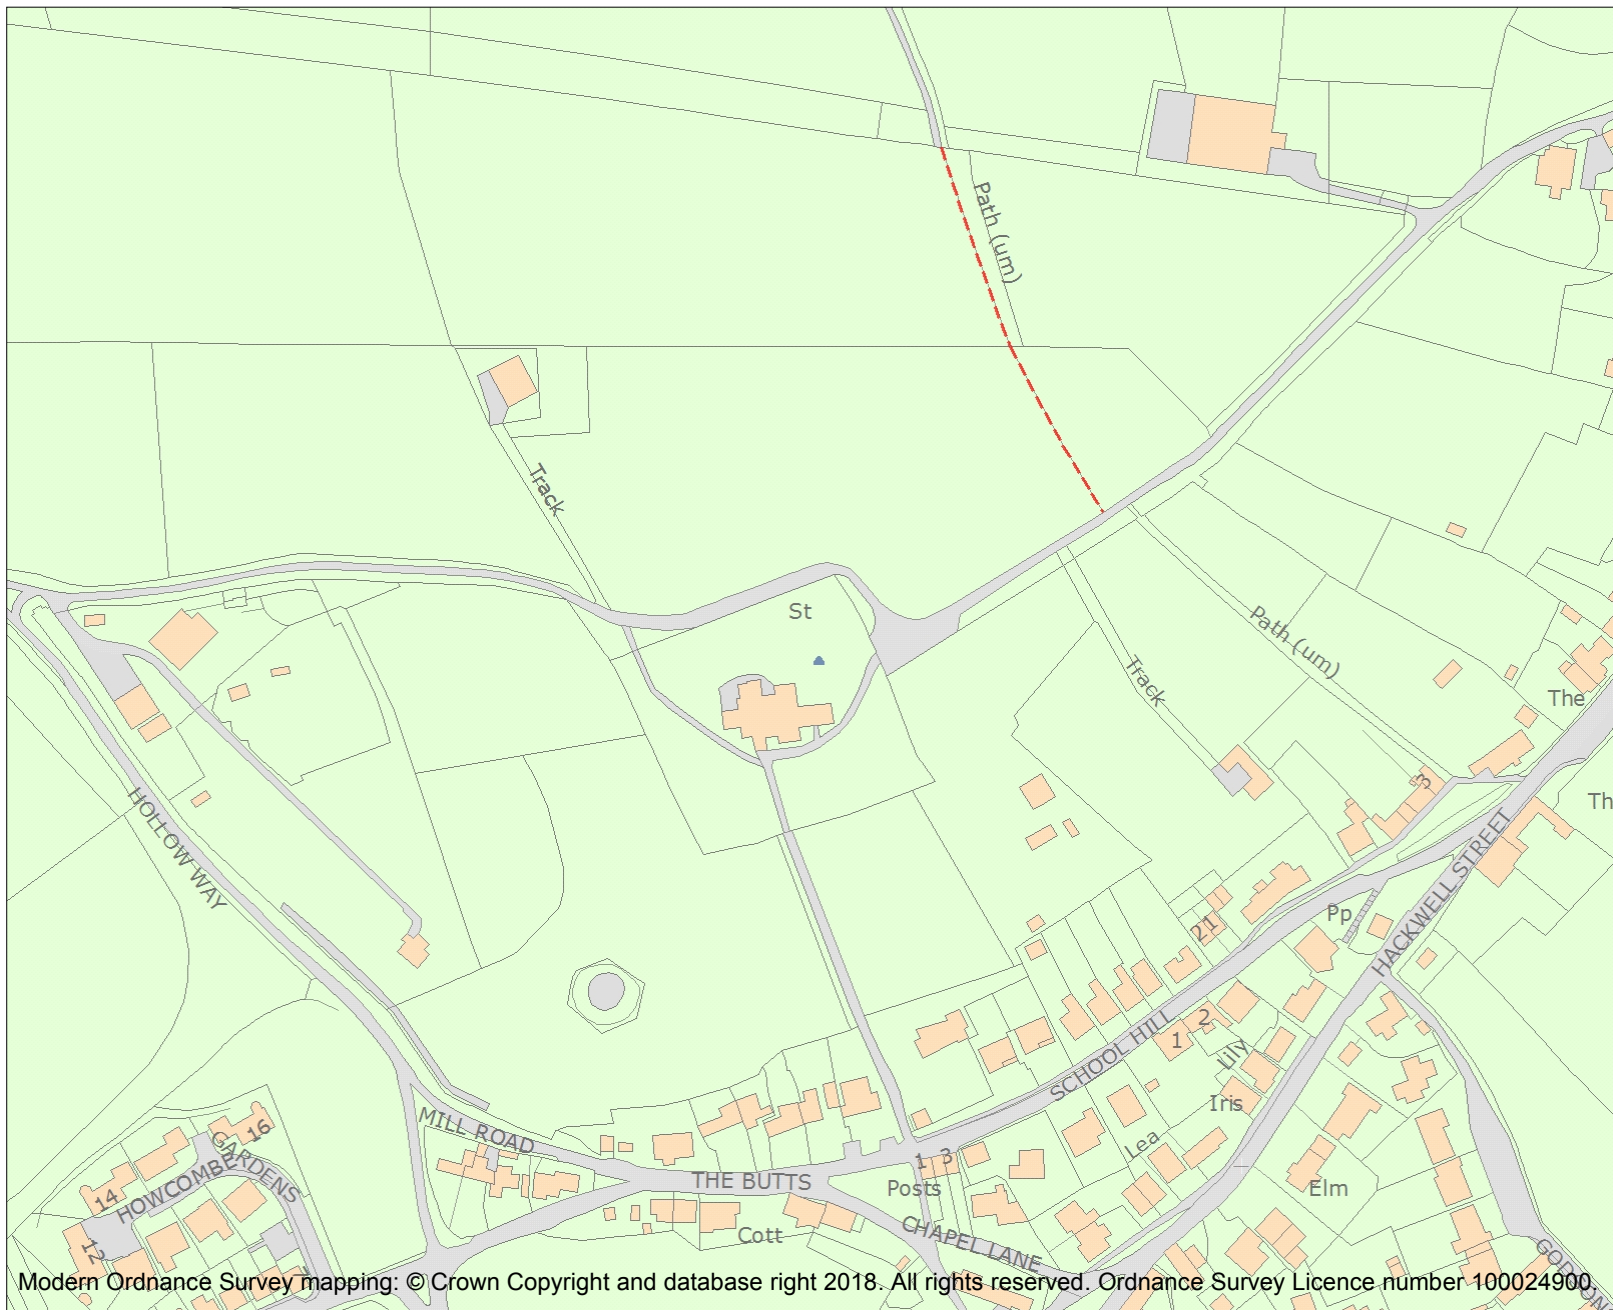 Path (um)
Track
St
Path (um)
Track
The
Th
HOLLOW WAY
3
HACKWELL STREET
Pp
21
SCHOOL HILL
2
1
Lily
Iris
MILL ROAD
Lea
GARDENS
16
HOWCOMBE
14
12
1 3
THE BUTTS
Posts
Elm
Cott
CHAPEL LANE
Modern Ordnance Survey mapping: © Crown Copyright and database right 2018. All rights reserved. Ordnance Survey Licence number 100024900.